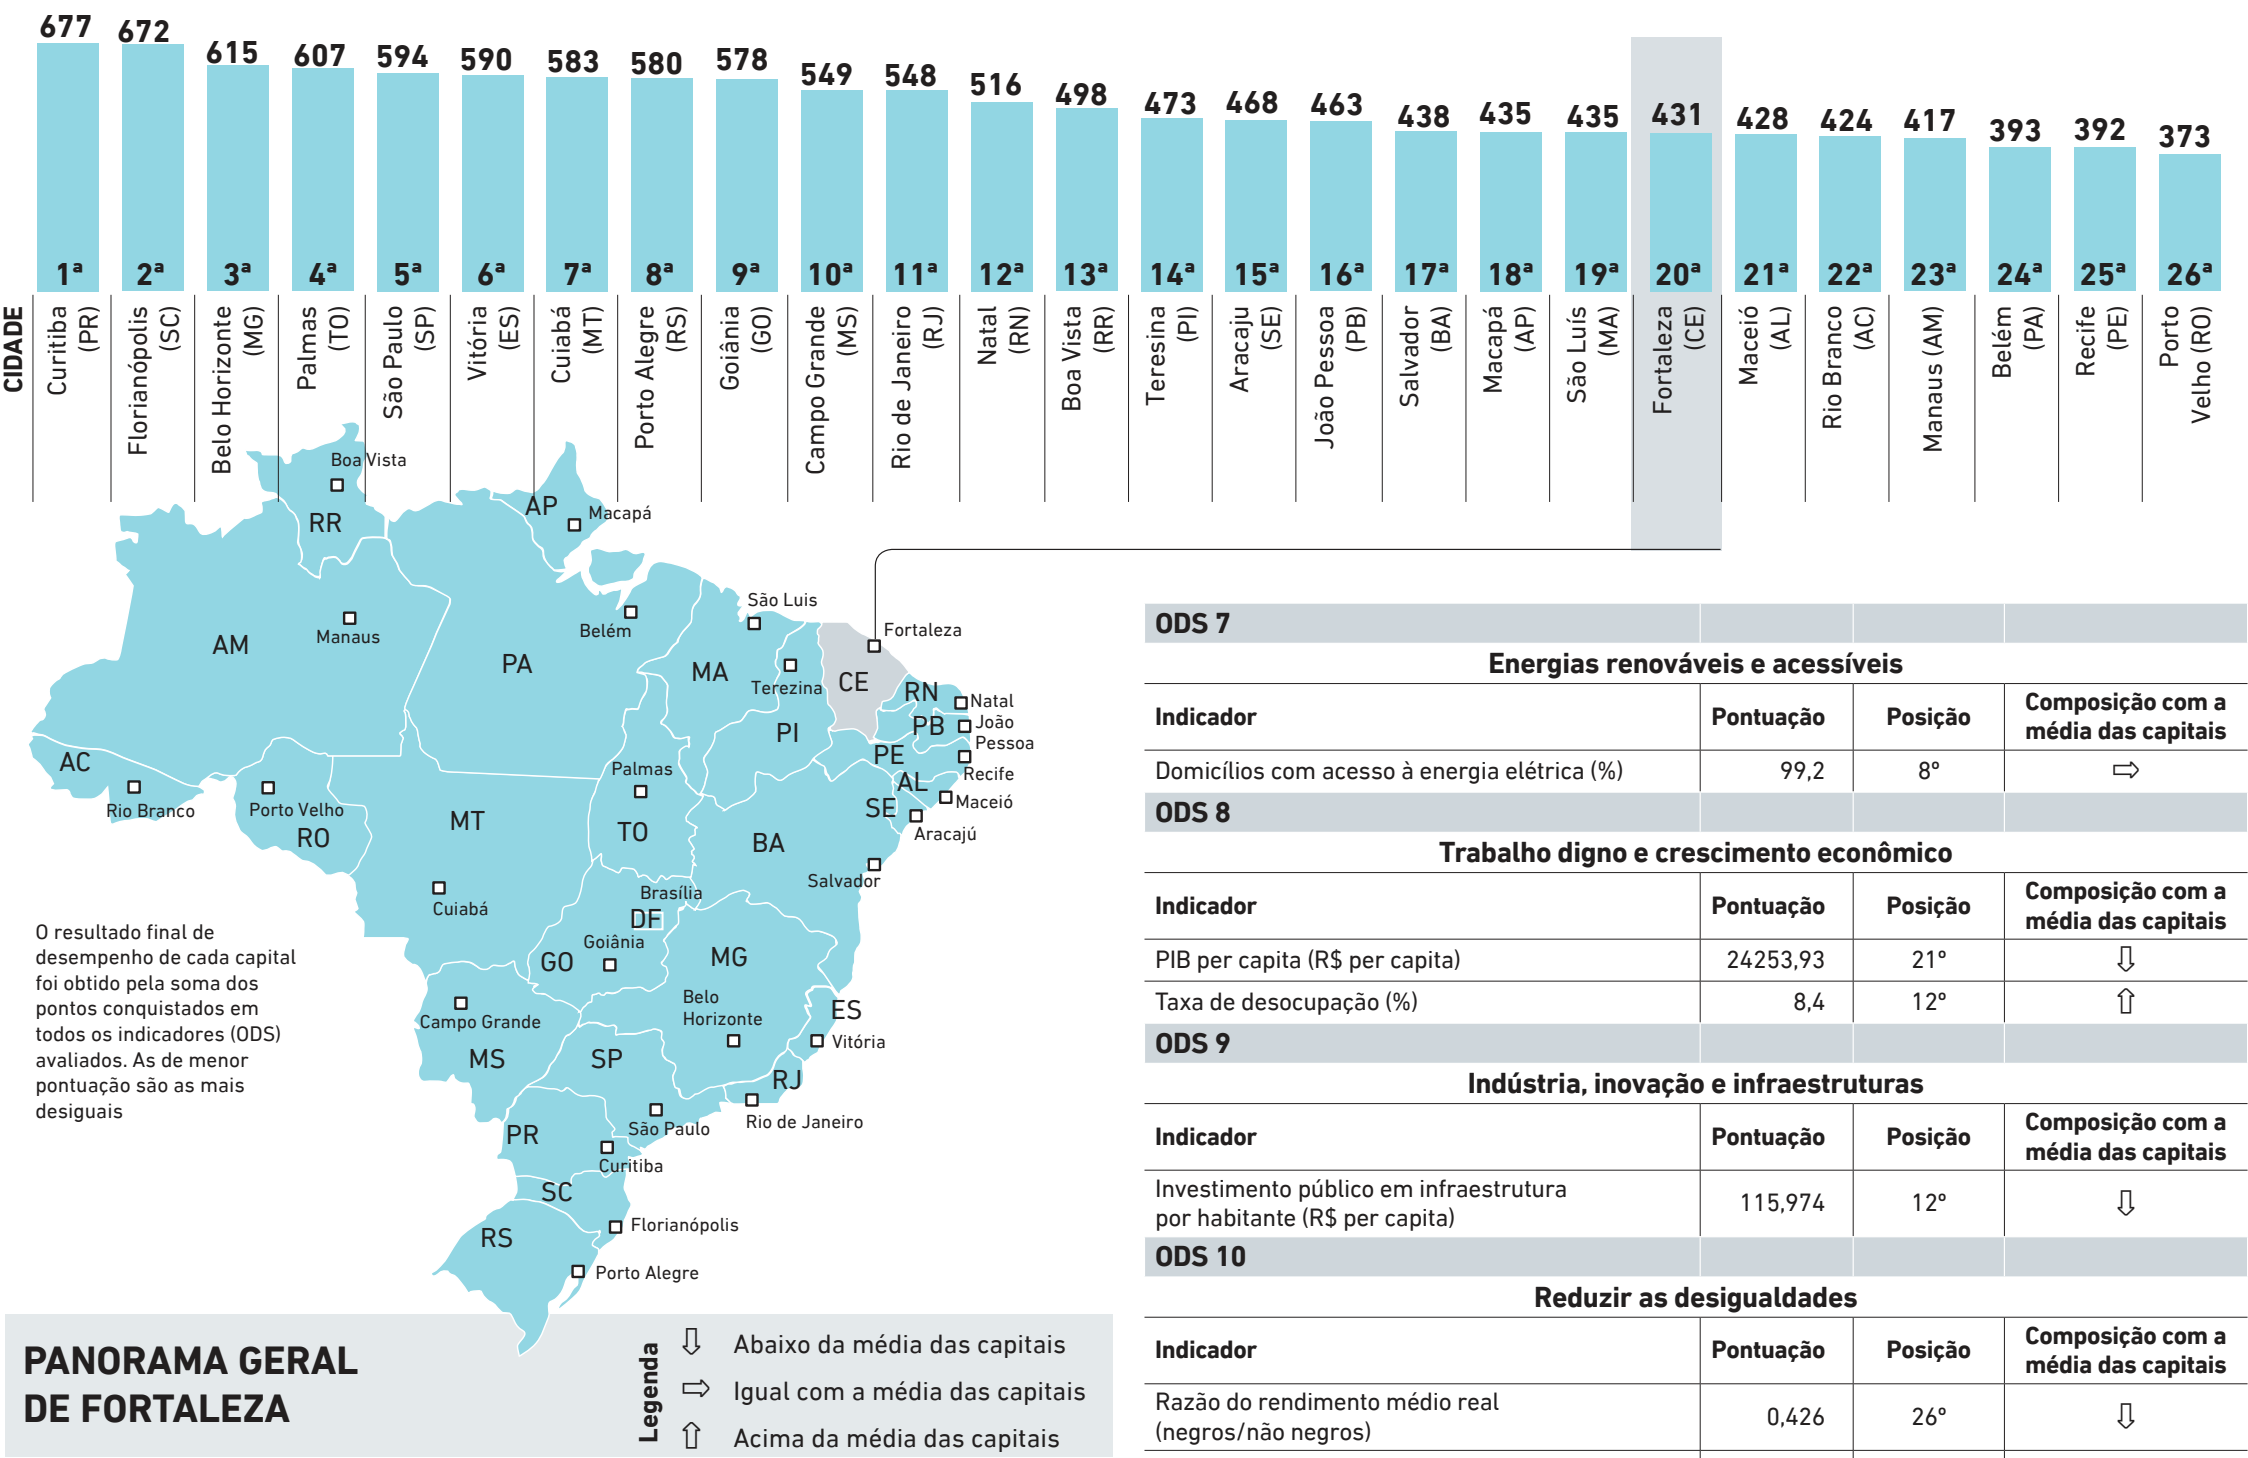 677 672 615 607 594 590 583 580 578 549 548 516 498 473 468 463 438 435 435 431 428 424 417 393 392 373
1ª 2ª 3ª 4ª 5ª 6ª 7ª 8ª 9ª 10ª 11ª 12ª 13ª 14ª 15ª 16ª 17ª 18ª 19ª 20ª 21ª 22ª 23ª 24ª 25ª 26ª
CIDADE
Curitiba
(PR)
Florianópolis
(SC)
Belo Horizonte
(MG)
Palmas
(TO)
São Paulo
(SP)
Vitória
(ES)
Cuiabá
(MT)
Porto Alegre
(RS)
Goiânia
(GO)
Campo Grande
(MS)
Rio de Janeiro
(RJ)
Natal
(RN)
Boa Vista
(RR)
Teresina
(PI)
Aracaju
(SE)
João Pessoa
(PB)
Salvador
(BA)
Macapá
(AP)
São Luís
(MA)
Fortaleza
(CE)
Maceió
(AL)
Rio Branco
(AC)
Manaus (AM)
Belém
(PA)
Recife
(PE)
Porto
Velho (RO)
Boa Vista
RR
AP
Macapá
São Luis
Manaus
Belém
Fortaleza
AM
PA
MA
Terezina
CE
RN
Natal
PB
João
Pessoa
PI
PE
Recife
AC
Palmas
AL
Maceió
Rio Branco
Porto Velho
RO
MT
TO
SE
Aracajú
BA
Salvador
Cuiabá
Brasília
DF
Goiânia
GO
MG
Belo
Horizonte
ES
Vitória
Campo Grande
MS
SP
RJ
Rio de Janeiro
São Paulo
PR
Curitiba
SC
Florianópolis
RS
Porto Alegre
O resultado final de
desempenho de cada capital
foi obtido pela soma dos
pontos conquistados em
todos os indicadores (ODS)
avaliados. As de menor
pontuação são as mais
desiguais
PANORAMA GERAL
DE FORTALEZA
Legenda
⇩ Abaixo da média das capitais
⇨ Igual com a média das capitais
⇧ Acima da média das capitais
ODS 7
Energias renováveis e acessíveis
Indicador Pontuação Posição Composição com a
média das capitais
Domicílios com acesso à energia elétrica (%) 99,2 8º ⇨
ODS 8
Trabalho digno e crescimento econômico
Indicador Pontuação Posição Composição com a
média das capitais
PIB per capita (R$ per capita) 24253,93 21º ⇩
Taxa de desocupação (%) 8,4 12º ⇧
ODS 9
Indústria, inovação e infraestruturas
Indicador Pontuação Posição Composição com a
média das capitais
Investimento público em infraestrutura
por habitante (R$ per capita) 115,974 12º ⇩
ODS 10
Reduzir as desigualdades
Indicador Pontuação Posição Composição com a
média das capitais
Razão do rendimento médio real
(negros/não negros) 0,426 26º ⇩